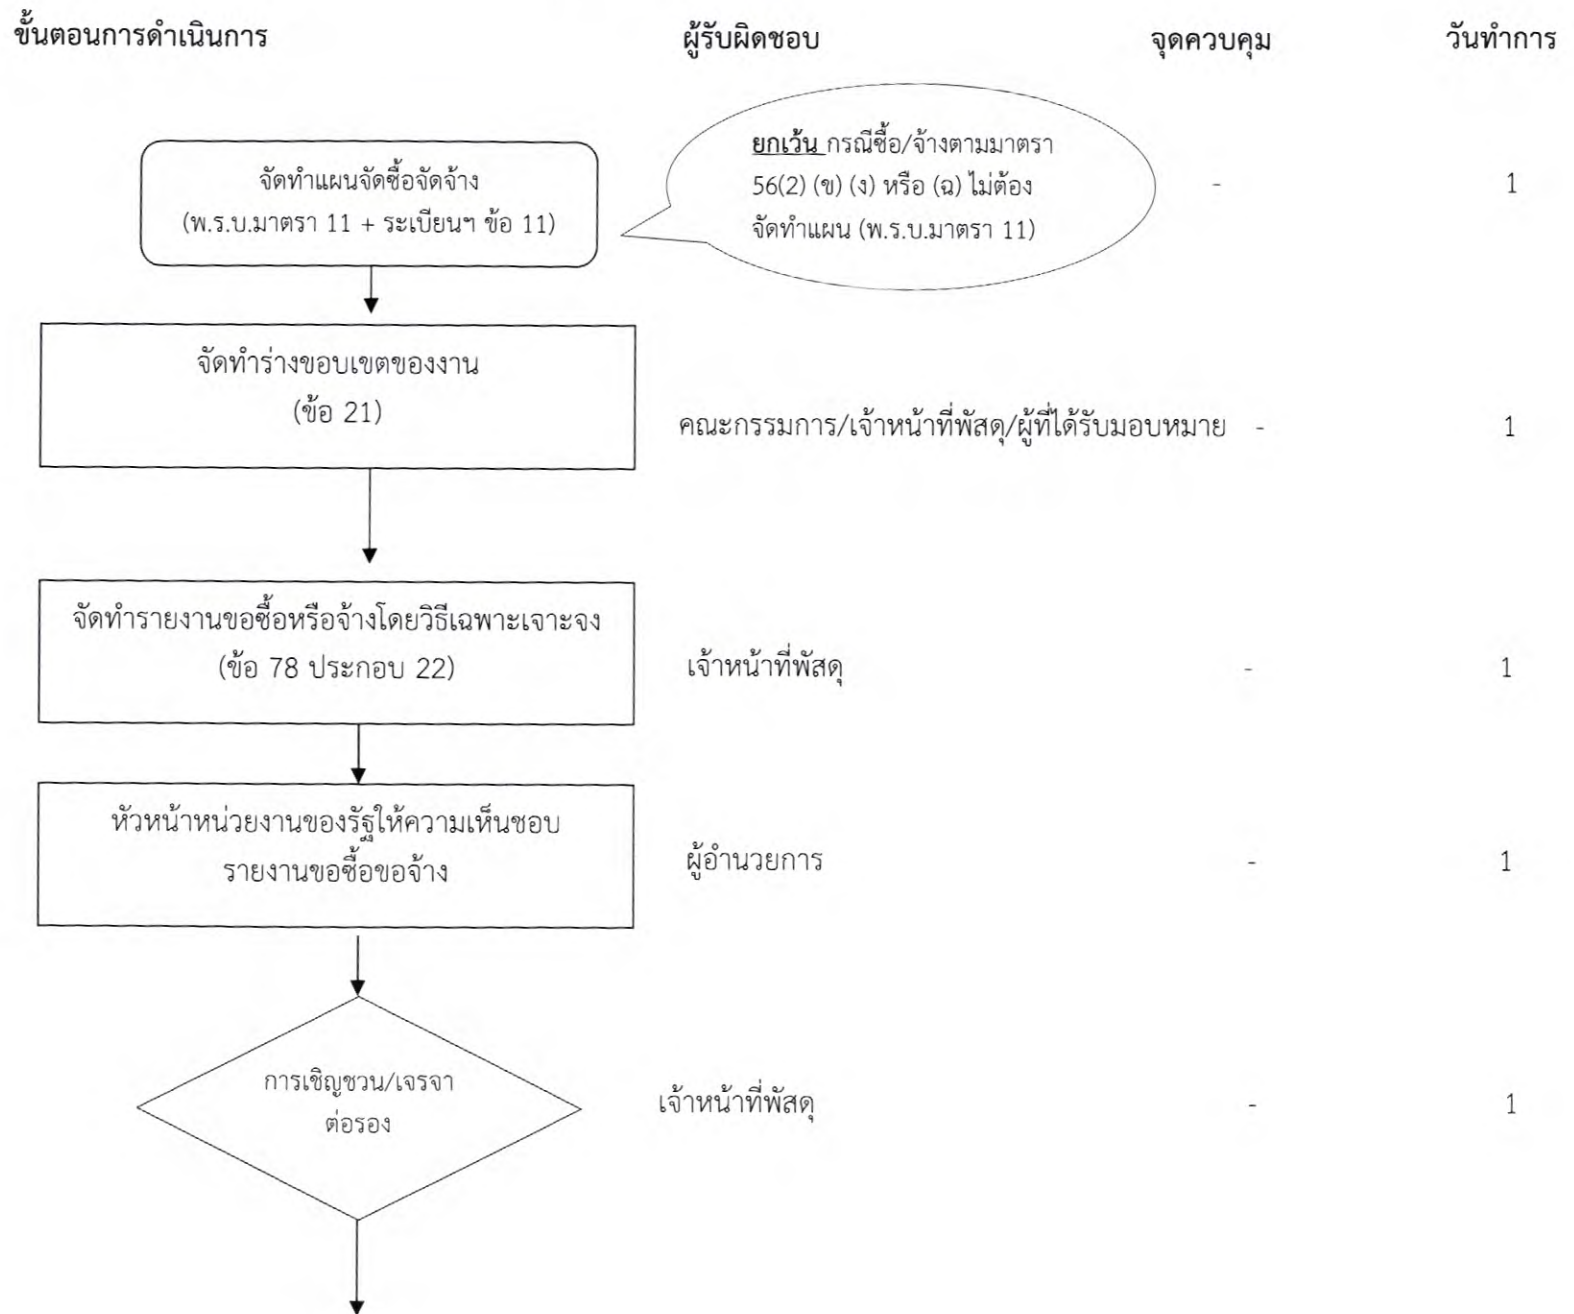 ขั้นตอนการดำเนินการ ผู้รับผิดชอบ จุดควบคุม วันทำการ
จัดทำแผนจัดซื้อจัดจ้าง
(พ.ร.บ.มาตรา 11 + ระเบียนฯ ข้อ 11)
ยกเว้น กรณีซื้อ/จ้างตามมาตรา
56(2) (ข) (ง) หรือ (ฉ) ไม่ต้อง
จัดทำแผน (พ.ร.บ.มาตรา 11)
- 1
จัดทำร่างขอบเขตของงาน
(ข้อ 21)
คณะกรรมการ/เจ้าหน้าที่พัสดุ/ผู้ที่ได้รับมอบหมาย - 1
จัดทำรายงานขอซื้อหรือจ้างโดยวิธีเฉพาะเจาะจง
(ข้อ 78 ประกอบ 22)
เจ้าหน้าที่พัสดุ - 1
หัวหน้าหน่วยงานของรัฐให้ความเห็นชอบ
รายงานขอซื้อขอจ้าง
ผู้อำนวยการ - 1
การเชิญชวน/เจรจา
ต่อรอง
เจ้าหน้าที่พัสดุ - 1